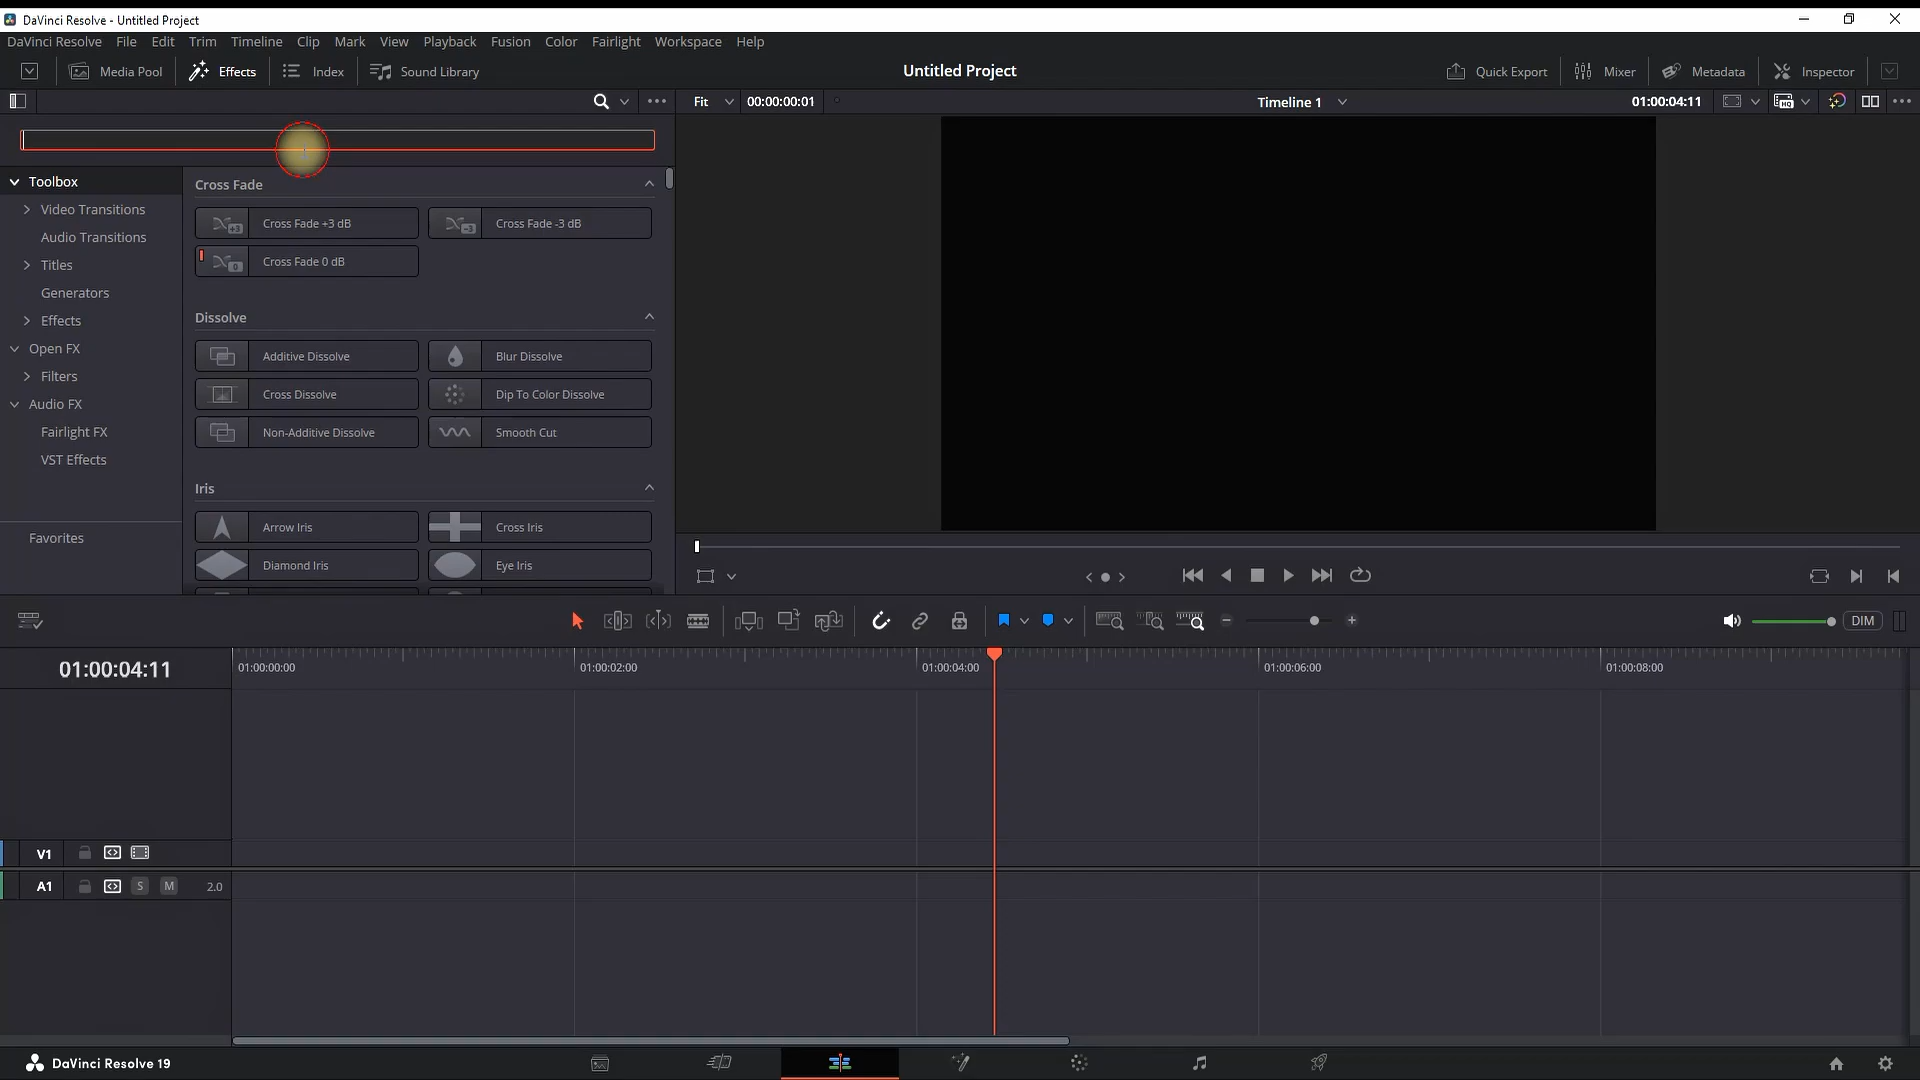 DaVinci Resolve - Untitled Project
DaVinci Resolve File Edit Trim Timeline Clip Mark View Playback Fusion Color Fairlight Workspace Help
Media Pool Effects Index Sound Library Untitled Project Quick Export Mixer Metadata Inspector
Fit 00:00:00:01 Timeline 1 01:00:04:11
Toolbox
Video Transitions
Audio Transitions
Titles
Generators
Effects
Open FX
Filters
Audio FX
Fairlight FX
VST Effects
Favorites
Cross Fade
Cross Fade +3 dB Cross Fade -3 dB
Cross Fade 0 dB
Dissolve
Additive Dissolve Blur Dissolve
Cross Dissolve Dip To Color Dissolve
Non-Additive Dissolve Smooth Cut
Iris
Arrow Iris Cross Iris
Diamond Iris Eye Iris
DIM
01:00:04:11 01:00:00:00 01:00:02:00 01:00:04:00 01:00:06:00 01:00:08:00
V1
A1 S M 2.0
DaVinci Resolve 19